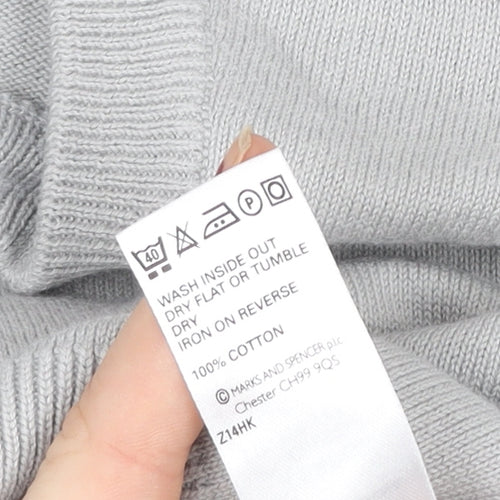 40 P
WASH INSIDE OUT
DRY FLAT OR TUMBLE
DRY
IRON ON REVERSE
100% COTTON
© MARKS AND SPENCER p.l.c.
Chester CH99 9QS
Z14HK